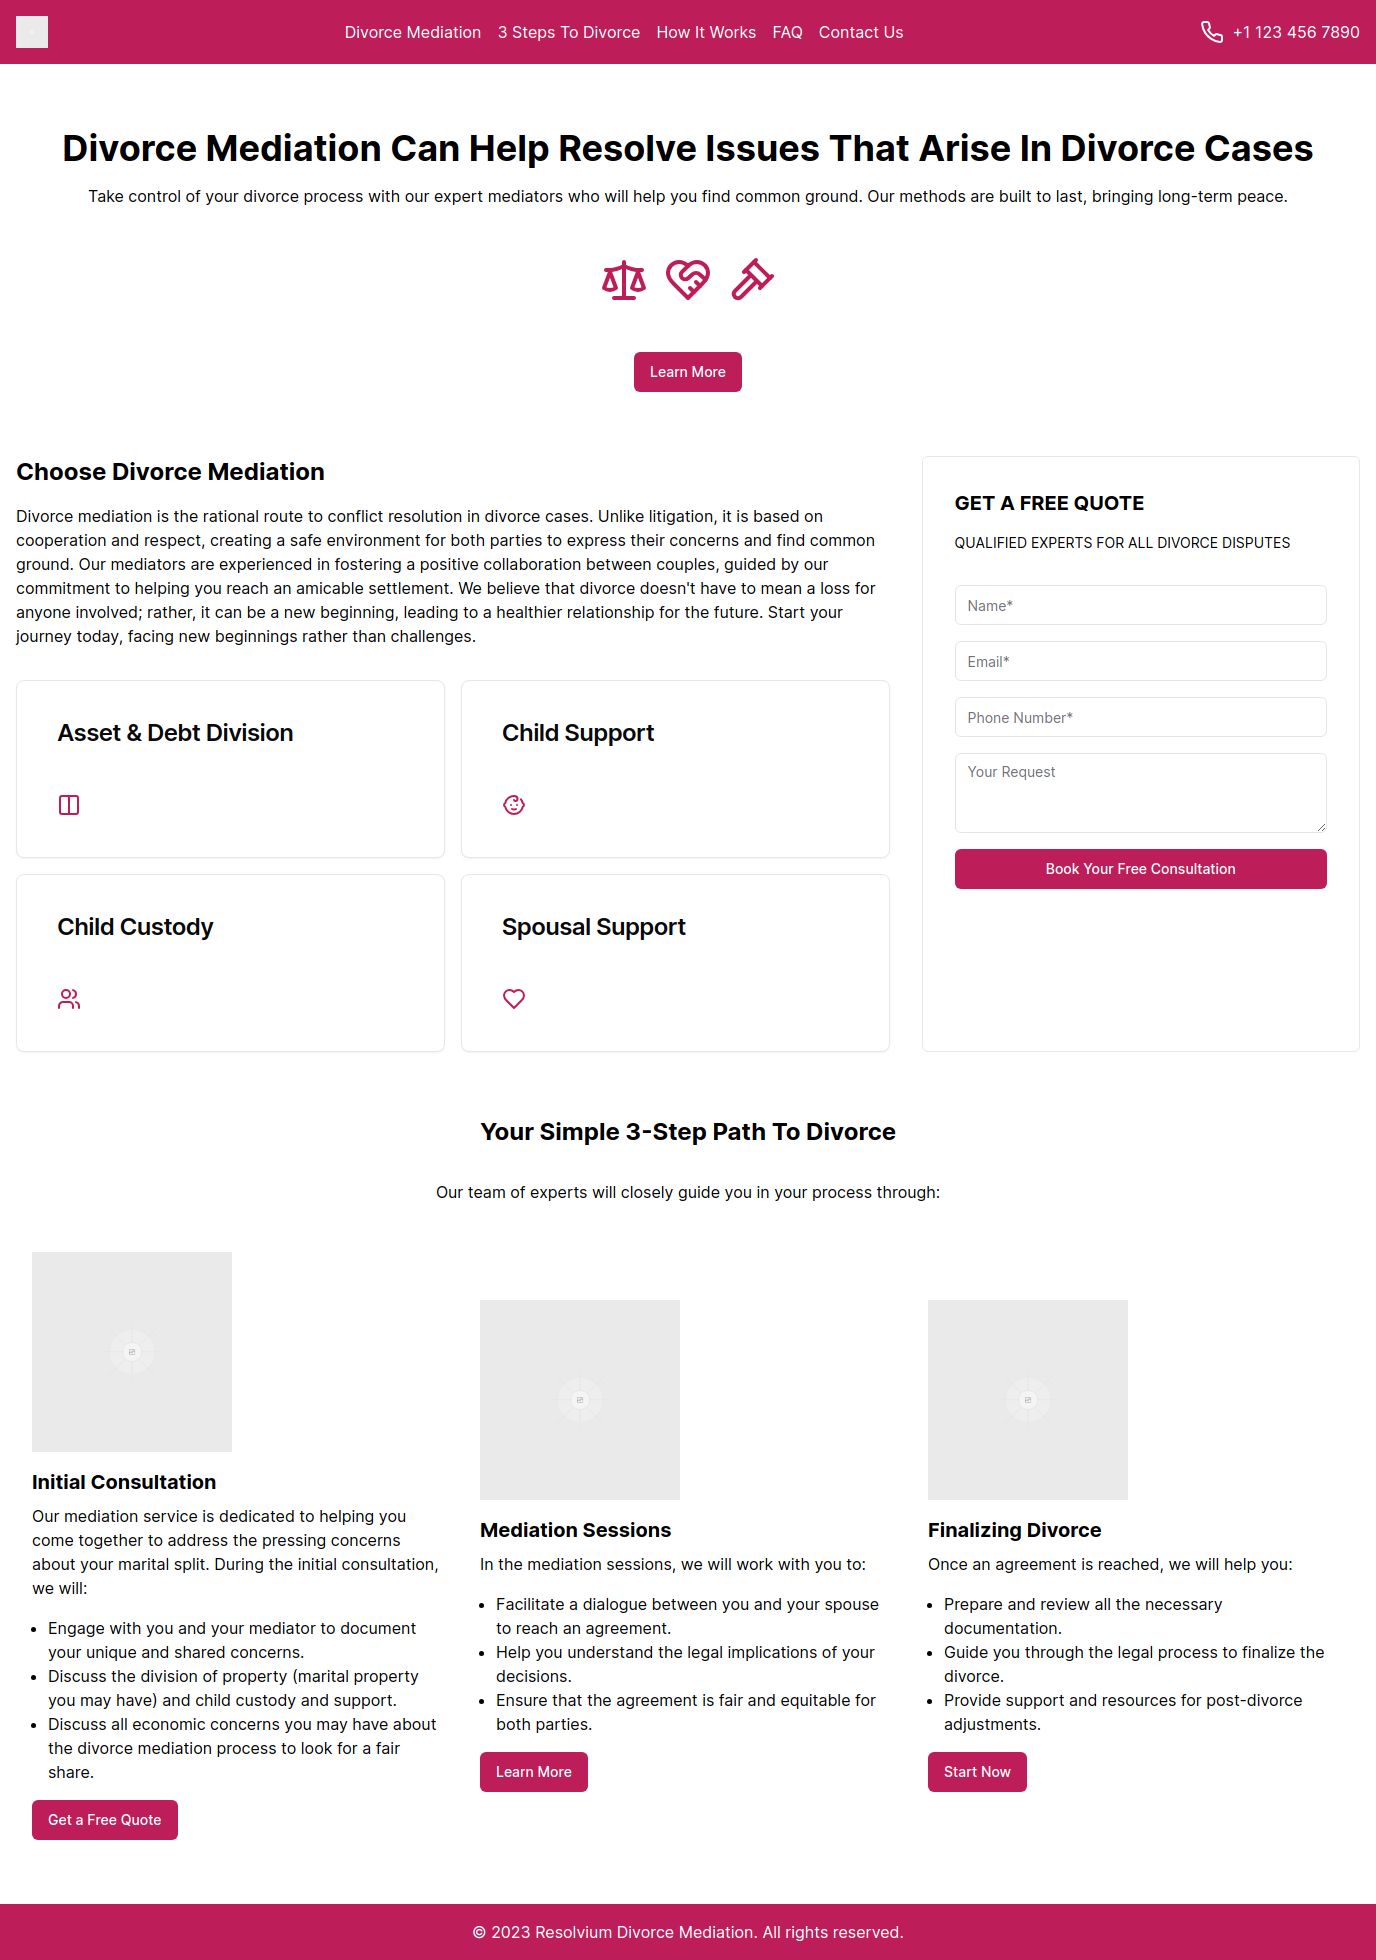 Divorce Mediation 3 Steps To Divorce How It Works FAQ Contact Us +1 123 456 7890
Divorce Mediation Can Help Resolve Issues That Arise In Divorce Cases
Take control of your divorce process with our expert mediators who will help you find common ground. Our methods are built to last, bringing long-term peace.
Learn More
Choose Divorce Mediation
Divorce mediation is the rational route to conflict resolution in divorce cases. Unlike litigation, it is based on
cooperation and respect, creating a safe environment for both parties to express their concerns and find common
ground. Our mediators are experienced in fostering a positive collaboration between couples, guided by our
commitment to helping you reach an amicable settlement. We believe that divorce doesn't have to mean a loss for
anyone involved; rather, it can be a new beginning, leading to a healthier relationship for the future. Start your
journey today, facing new beginnings rather than challenges.
Asset & Debt Division
Child Support
Child Custody
Spousal Support
GET A FREE QUOTE
QUALIFIED EXPERTS FOR ALL DIVORCE DISPUTES
Name*
Email*
Phone Number*
Your Request
Book Your Free Consultation
Your Simple 3-Step Path To Divorce
Our team of experts will closely guide you in your process through:
Initial Consultation
Our mediation service is dedicated to helping you
come together to address the pressing concerns
about your marital split. During the initial consultation,
we will:
Engage with you and your mediator to document
your unique and shared concerns.
Discuss the division of property (marital property
you may have) and child custody and support.
Discuss all economic concerns you may have about
the divorce mediation process to look for a fair
share.
Get a Free Quote
Mediation Sessions
In the mediation sessions, we will work with you to:
Facilitate a dialogue between you and your spouse
to reach an agreement.
Help you understand the legal implications of your
decisions.
Ensure that the agreement is fair and equitable for
both parties.
Learn More
Finalizing Divorce
Once an agreement is reached, we will help you:
Prepare and review all the necessary
documentation.
Guide you through the legal process to finalize the
divorce.
Provide support and resources for post-divorce
adjustments.
Start Now
© 2023 Resolvium Divorce Mediation. All rights reserved.